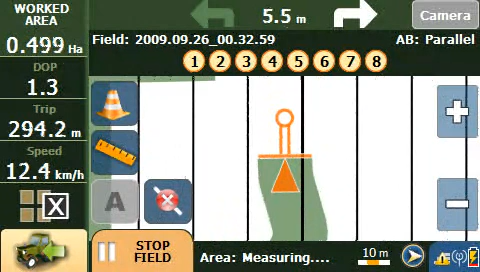 WORKED
AREA
0.499 Ha
DOP
1.3
Trip
294.2 m
Speed
12.4 km/h
X
5.5 m
Camera
Field: 2009.09.26_00.32.59
AB: Parallel
1 2 3 4 5 6 7 8
A
STOP
FIELD
Area: Measuring....
10 m